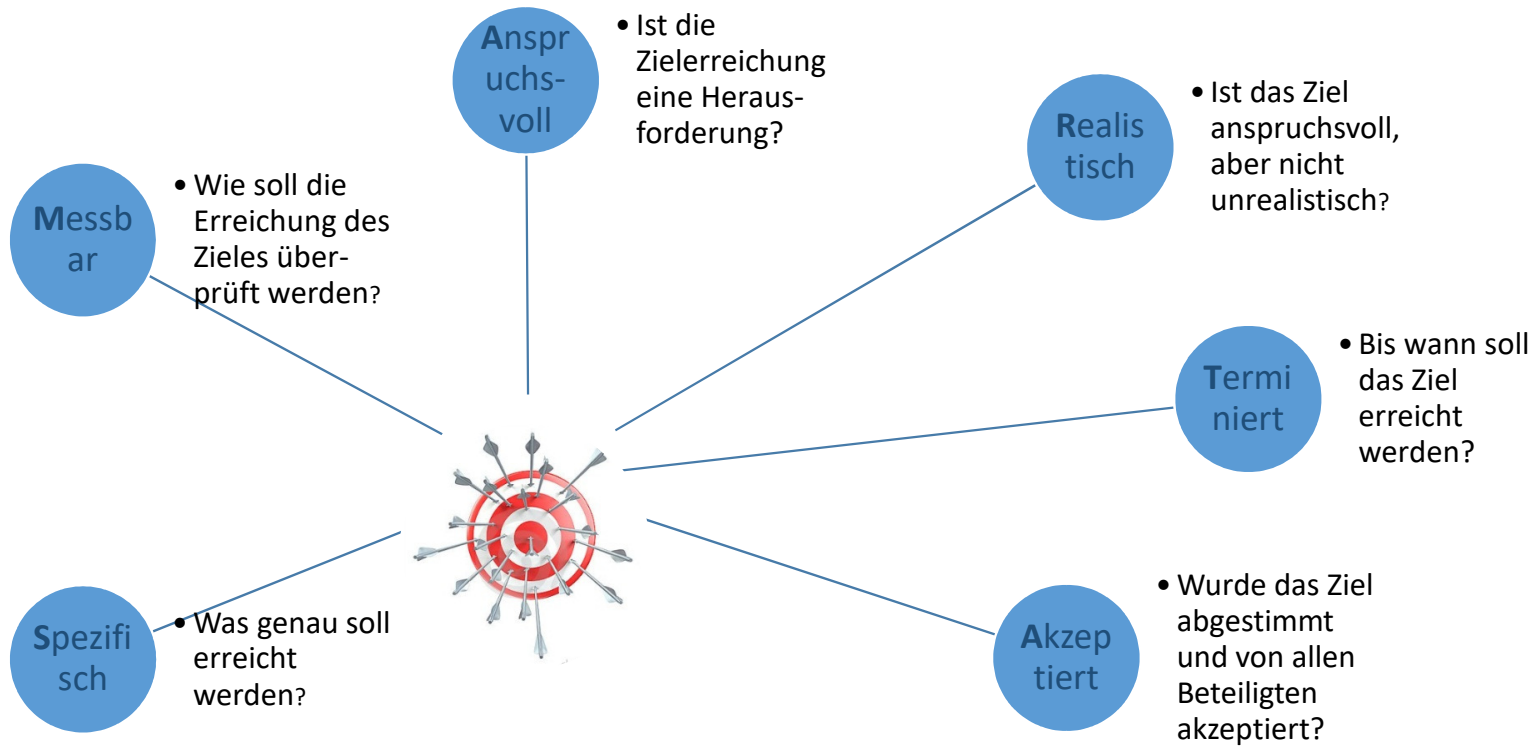 Anspr
uchs-
voll
• Ist die
Zielerreichung
eine Heraus-
forderung?
Realis
tisch
• Ist das Ziel
anspruchsvoll,
aber nicht
unrealistisch?
Messb
ar
• Wie soll die
Erreichung des
Zieles über-
prüft werden?
Termi
niert
• Bis wann soll
das Ziel
erreicht
werden?
Spezifi
sch
• Was genau soll
erreicht
werden?
Akzep
tiert
• Wurde das Ziel
abgestimmt
und von allen
Beteiligten
akzeptiert?